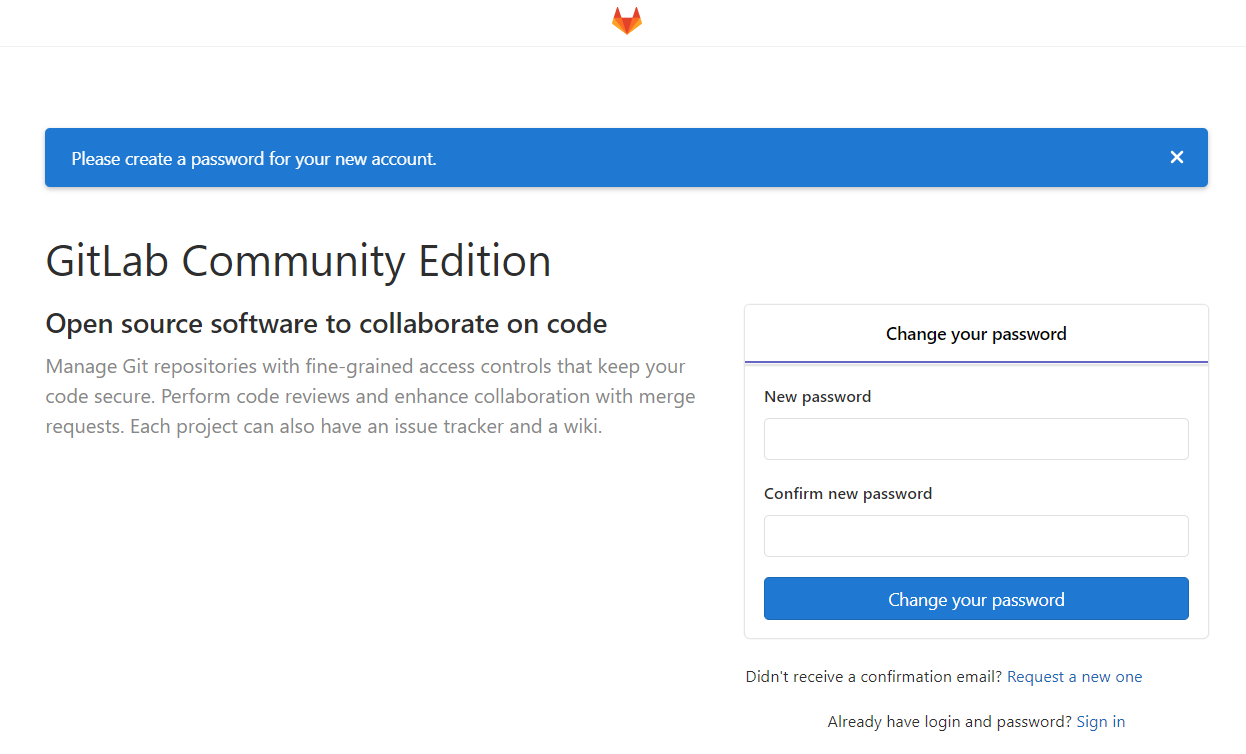 Please create a password for your new account.
GitLab Community Edition
Open source software to collaborate on code
Manage Git repositories with fine-grained access controls that keep your
code secure. Perform code reviews and enhance collaboration with merge
requests. Each project can also have an issue tracker and a wiki.
Change your password
New password
Confirm new password
Change your password
Didn't receive a confirmation email? Request a new one
Already have login and password? Sign in